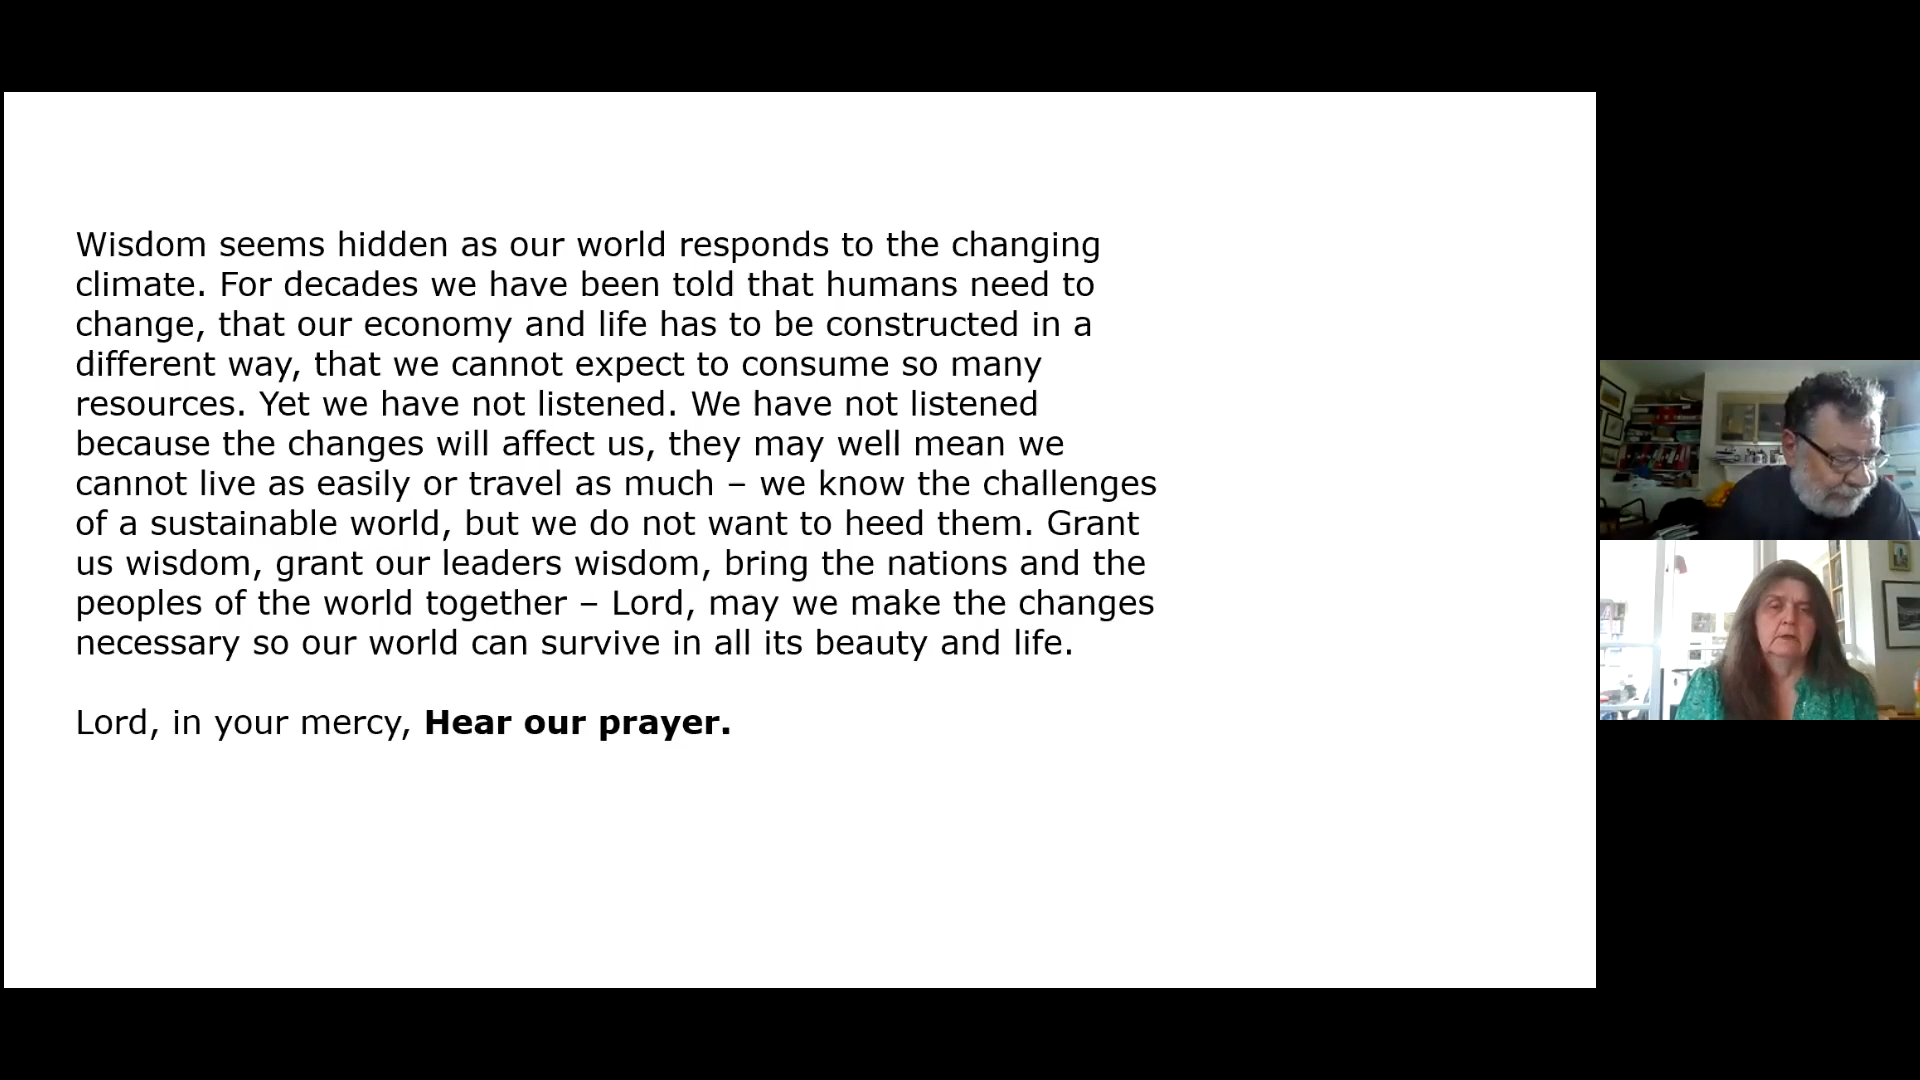 Wisdom seems hidden as our world responds to the changing
climate. For decades we have been told that humans need to
change, that our economy and life has to be constructed in a
different way, that we cannot expect to consume so many
resources. Yet we have not listened. We have not listened
because the changes will affect us, they may well mean we
cannot live as easily or travel as much – we know the challenges
of a sustainable world, but we do not want to heed them. Grant
us wisdom, grant our leaders wisdom, bring the nations and the
peoples of the world together – Lord, may we make the changes
necessary so our world can survive in all its beauty and life.
Lord, in your mercy, Hear our prayer.